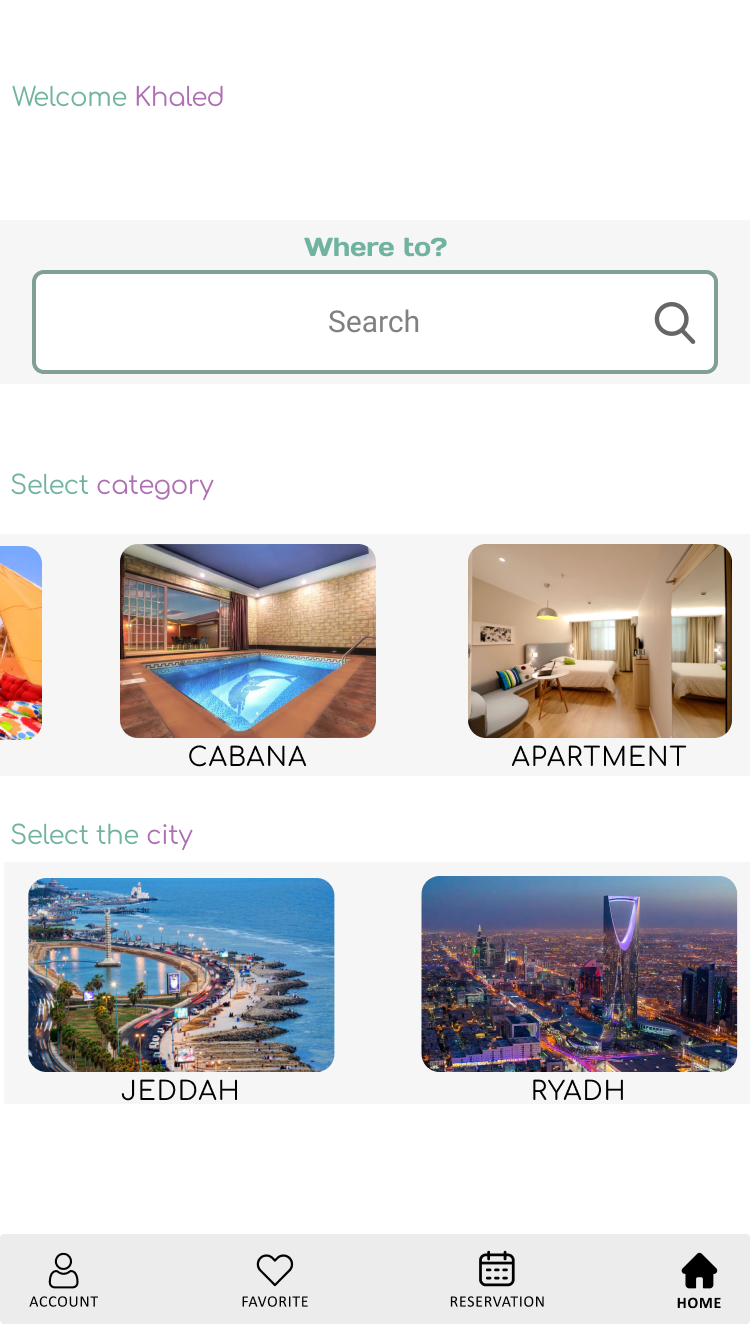 Welcome Khaled
Where to?
Search
Select category
CABANA
APARTMENT
Select the city
JEDDAH
RYADH
ACCOUNT
FAVORITE
RESERVATION
HOME